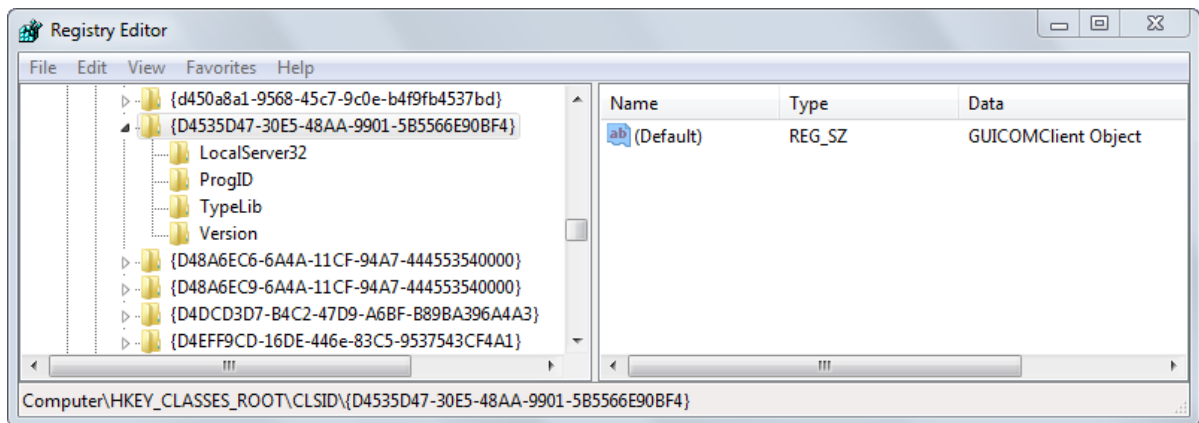 Registry Editor
File Edit View Favorites Help
{d450a8a1-9568-45c7-9c0e-b4f9fb4537bd}
{D4535D47-30E5-48AA-9901-5B5566E90BF4}
LocalServer32
ProgID
TypeLib
Version
{D48A6EC6-6A4A-11CF-94A7-444553540000}
{D48A6EC9-6A4A-11CF-94A7-444553540000}
{D4DCD3D7-B4C2-47D9-A6BF-B89BA396A4A3}
{D4EFF9CD-16DE-446e-83C5-9537543CF4A1}
Name Type Data
ab (Default) REG_SZ GUICOMClient Object
Computer\HKEY_CLASSES_ROOT\CLSID\{D4535D47-30E5-48AA-9901-5B5566E90BF4}